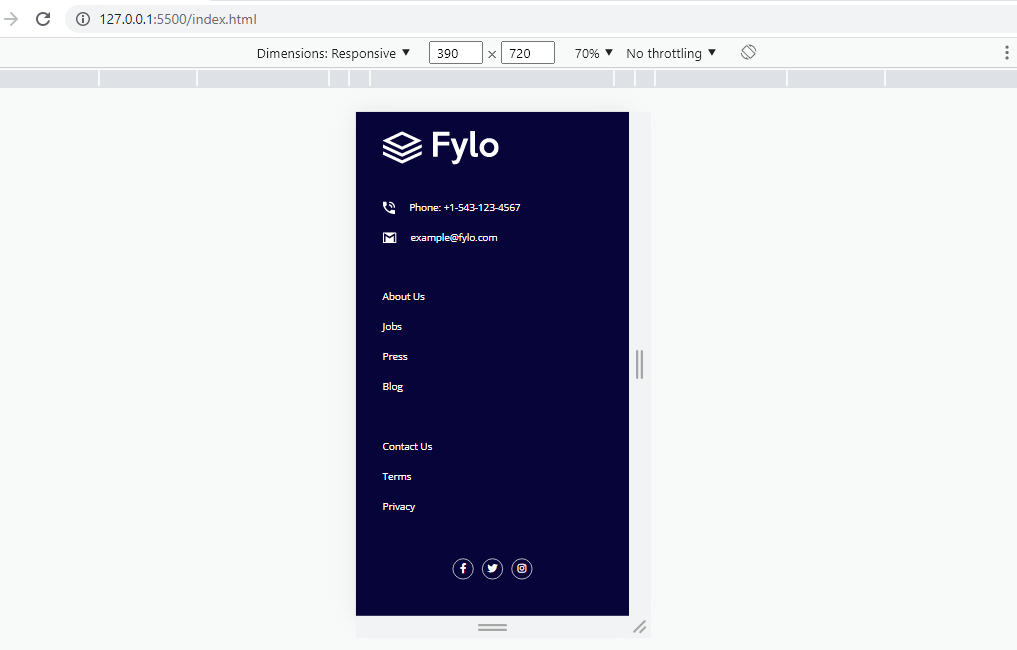 127.0.0.1:5500/index.html
Dimensions: Responsive ▼ 390 × 720 70% ▼ No throttling ▼
Fylo
Phone: +1-543-123-4567
example@fylo.com
About Us
Jobs
Press
Blog
Contact Us
Terms
Privacy